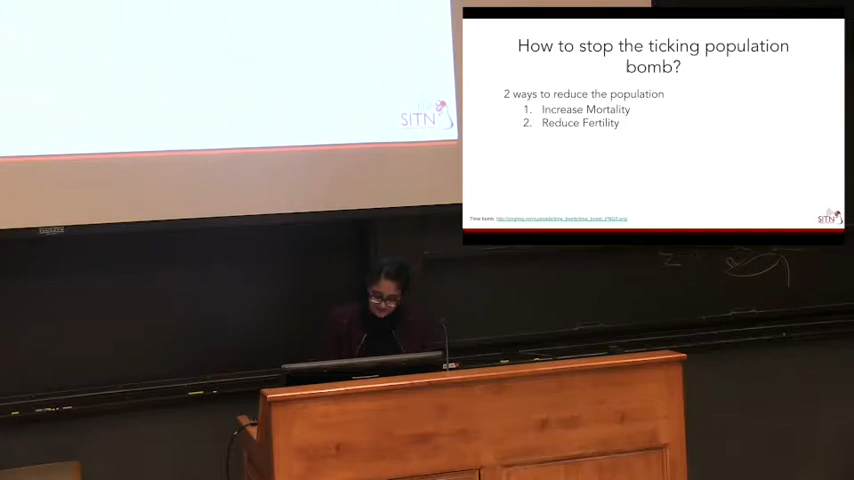 SITN
How to stop the ticking population
bomb?
2 ways to reduce the population
1. Increase Mortality
2. Reduce Fertility
SITN